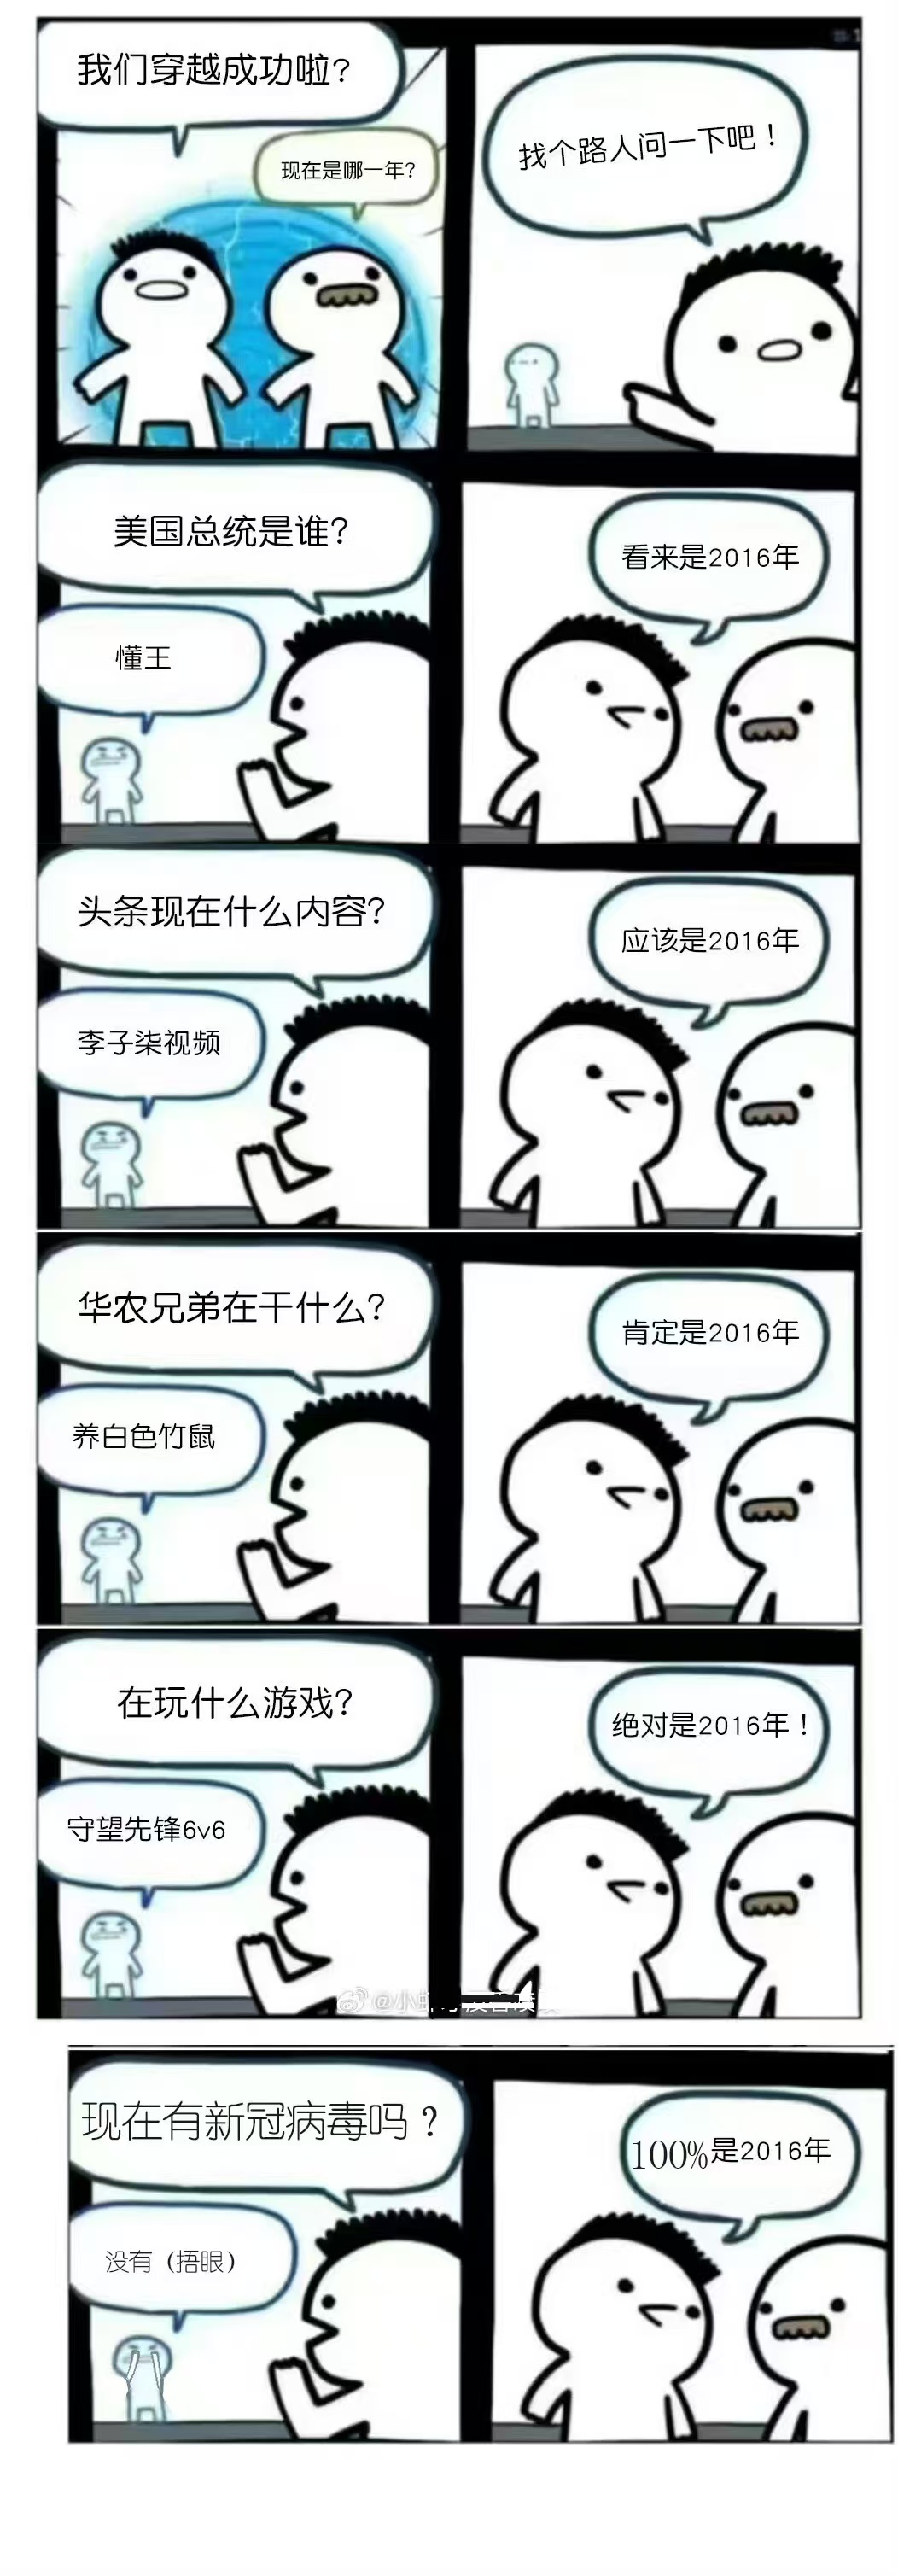 我们穿越成功啦?
现在是哪一年?
找个路人问一下吧！
美国总统是谁?
懂王
看来是2016年
头条现在什么内容?
李子柒视频
应该是2016年
华农兄弟在干什么?
养白色竹鼠
肯定是2016年
在玩什么游戏?
守望先锋6v6
绝对是2016年！
@小
现在有新冠病毒吗？
没有（捂眼）
100%是2016年